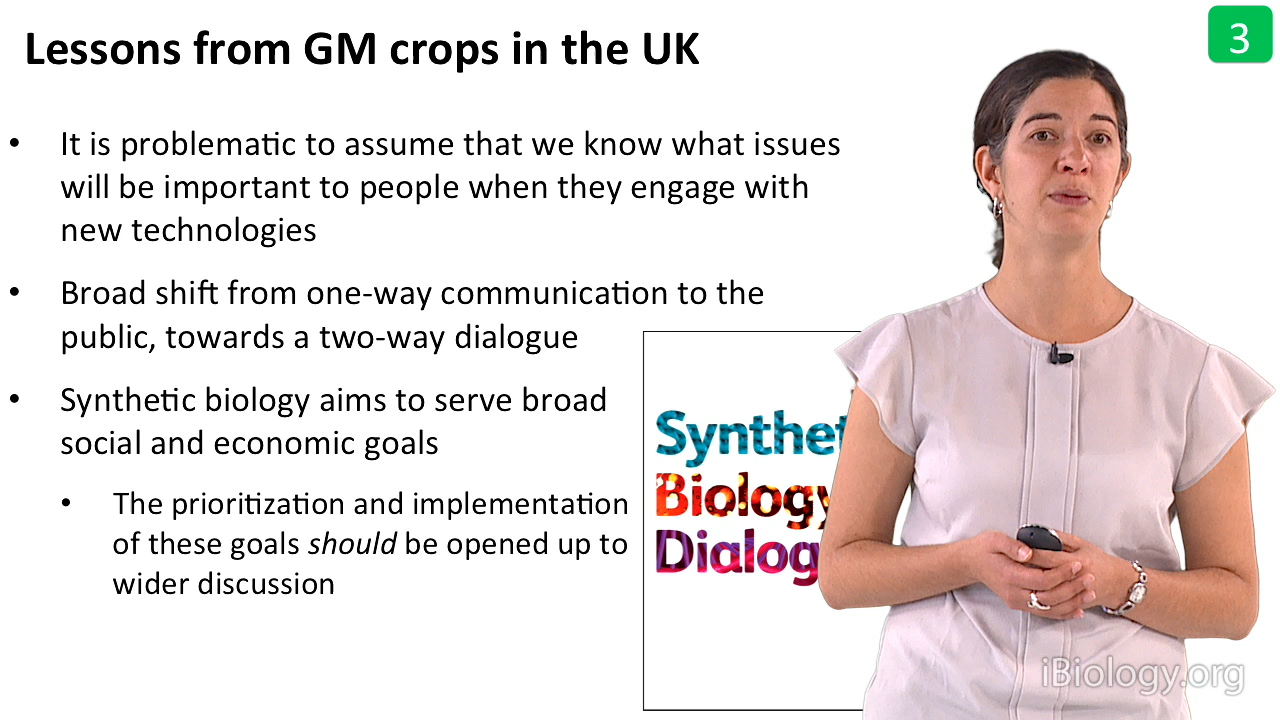 Lessons from GM crops in the UK
3
• It is problematic to assume that we know what issues
will be important to people when they engage with
new technologies
• Broad shift from one-way communication to the
public, towards a two-way dialogue
• Synthetic biology aims to serve broad
social and economic goals
• The prioritization and implementation
of these goals should be opened up to
wider discussion
Synthet
Biology
Dialog
iBiology.org